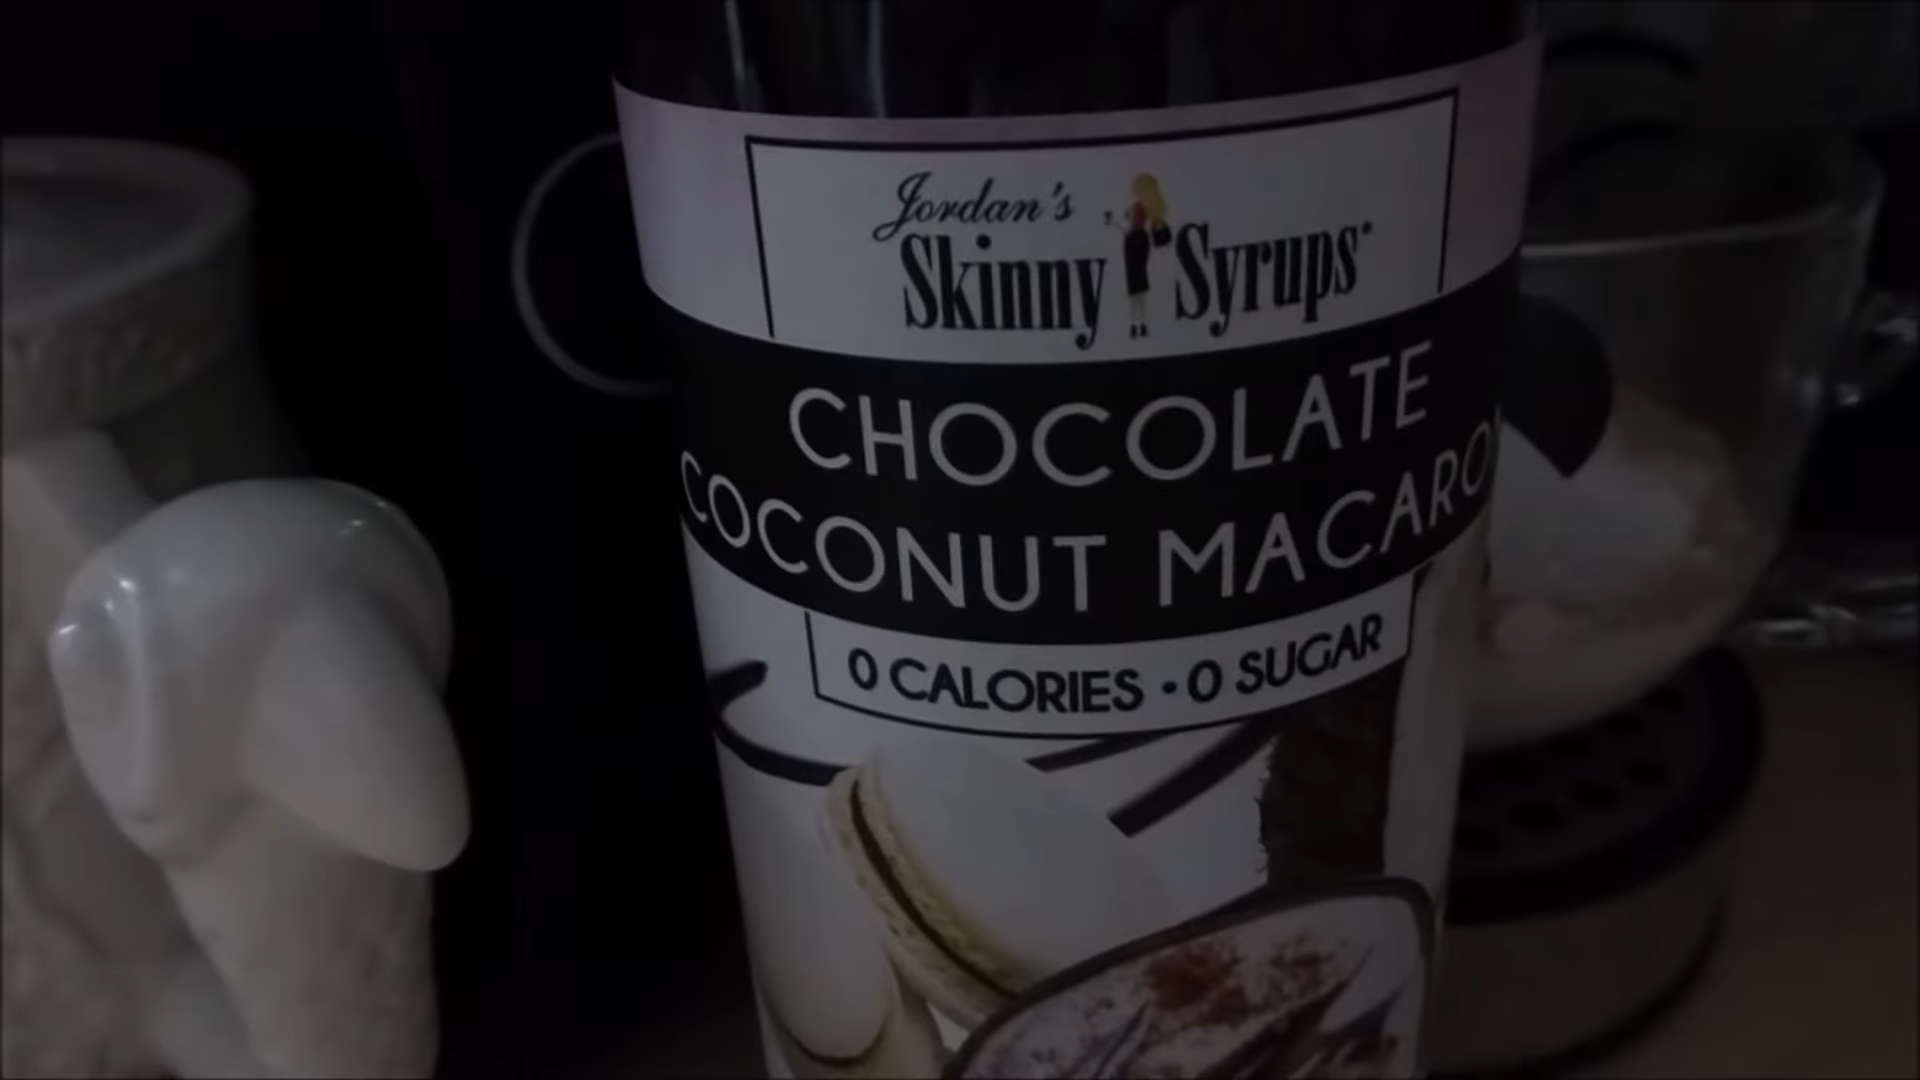 Jordan's
Skinny Syrups
CHOCOLATE
COCONUT MACARO
0 CALORIES • 0 SUGAR